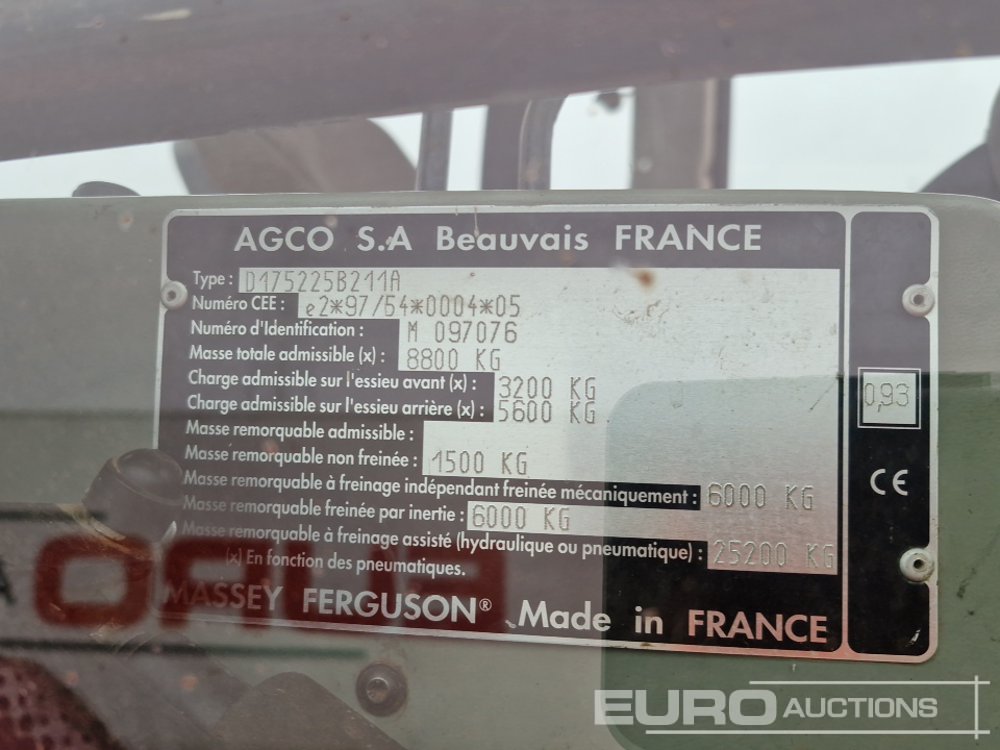 AGCO S.A Beauvais FRANCE
Type : D175225B211A
Numéro CEE : e2*97/54*0004*05
Numéro d'Identification : M 097076
Masse totale admissible (x) : 8800 KG
Charge admissible sur l'essieu avant (x) : 3200 KG
Charge admissible sur l'essieu arrière (x) : 5600 KG
Masse remorquable admissible :
Masse remorquable non freinée : 1500 KG
Masse remorquable à freinage indépendant freinée mécaniquement : 6000 KG
Masse remorquable freinée par inertie : 6000 KG
Masse remorquable à freinage assisté (hydraulique ou pneumatique) : 25200 KG
(x) En fonction des pneumatiques.
MASSEY FERGUSON® Made in FRANCE
0,93
CE
EURO
EURO AUCTIONS